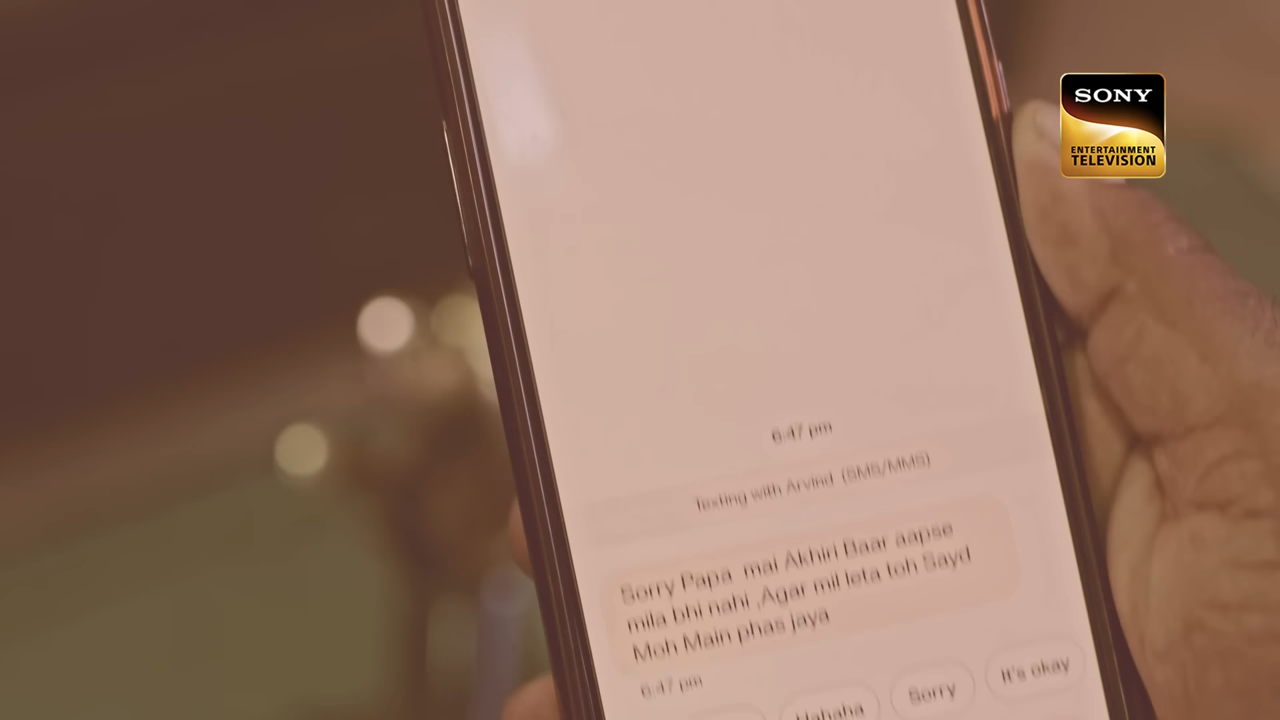 SONY
ENTERTAINMENT
TELEVISION
6:47 pm
Texting with Arvind (SMS/MMS)
Sorry Papa mai Akhiri Baar aapse
mila bhi nahi ,Agar mil leta toh Sayd
Moh Main phas jaya
6:47 pm
Hahaha
Sorry
It's okay